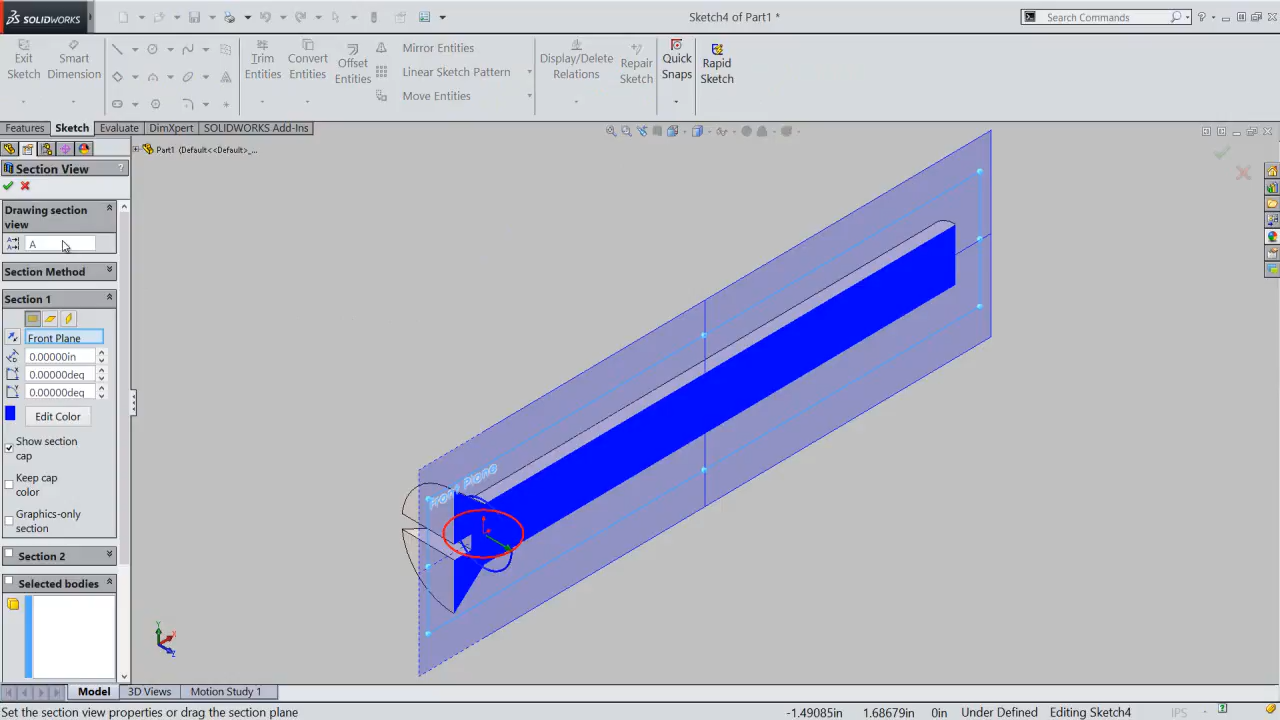 SOLIDWORKS
Sketch4 of Part1 *
Search Commands
Exit Sketch
Smart Dimension
Trim Entities
Convert Entities
Offset Entities
Mirror Entities
Linear Sketch Pattern
Move Entities
Display/Delete Relations
Repair Sketch
Quick Snaps
Rapid Sketch
Features
Sketch
Evaluate
DimXpert
SOLIDWORKS Add-Ins
Part1 (Default<<Default>_...
Section View
?
Drawing section view
A
Section Method
Section 1
Front Plane
0.00000in
0.00000deg
0.00000deg
Edit Color
Show section cap
Keep cap color
Graphics-only section
Section 2
Selected bodies
Front Plane
Y
X
Z
Model
3D Views
Motion Study 1
Set the section view properties or drag the section plane
-1.49085in
1.68679in
0in
Under Defined
Editing Sketch4
IPS